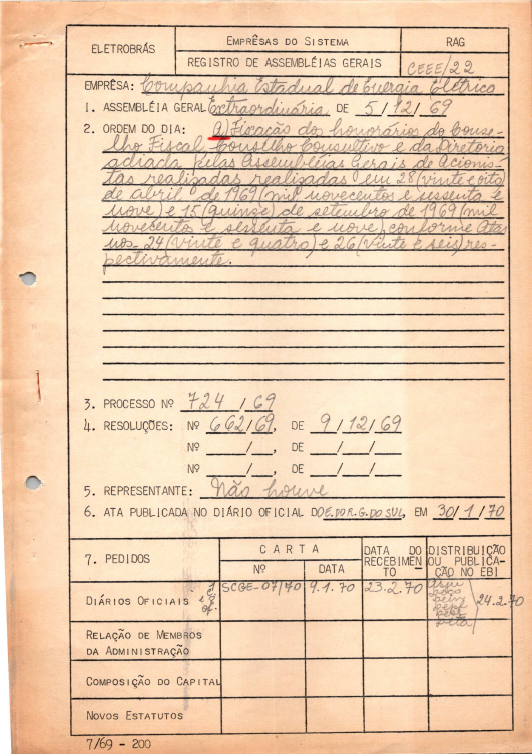 ELETROBRÁS
EMPRÊSAS DO SISTEMA
RAG
REGISTRO DE ASSEMBLÉIAS GERAIS
CEEE/22
EMPRÊSA: Companhia Estadual de Energia Elétrica
1. ASSEMBLÉIA GERAL Extraordinária DE 5/12/69
2. ORDEM DO DIA: a) Fixação dos honorários do Conse-
lho Fiscal Conselho Consultivo e da Diretoria
adiada pelas Assembléias Gerais de Acionis-
tas realizadas realizadas em 28 (vinte e oito)
de abril de 1969 (mil novecentos e sessenta e
nove) e 15 (quinze) de setembro de 1969 (mil
novecentos e sessenta e nove), conforme Atas
nos. 24 (vinte e quatro) e 26 (vinte e seis) res-
pectivamente.
3. PROCESSO Nº 724/69
4. RESOLUÇÕES: Nº 662/69, DE 9/12/69
Nº / , DE / /
Nº / , DE / /
5. REPRESENTANTE: Não houve
6. ATA PUBLICADA NO DIÁRIO OFICIAL DO E. DO R. G. DO SUL, EM 30/1/70
7. PEDIDOS
CARTA
Nº
DATA
DATA DO RECEBIMENTO
DISTRIBUIÇÃO OU PUBLICAÇÃO NO EBI
DIÁRIOS OFICIAIS
SCGE-07/70
9.1.70
23.2.70
24.2.70
RELAÇÃO DE MEMBROS
DA ADMINISTRAÇÃO
COMPOSIÇÃO DO CAPITAL
NOVOS ESTATUTOS
7/69 - 200